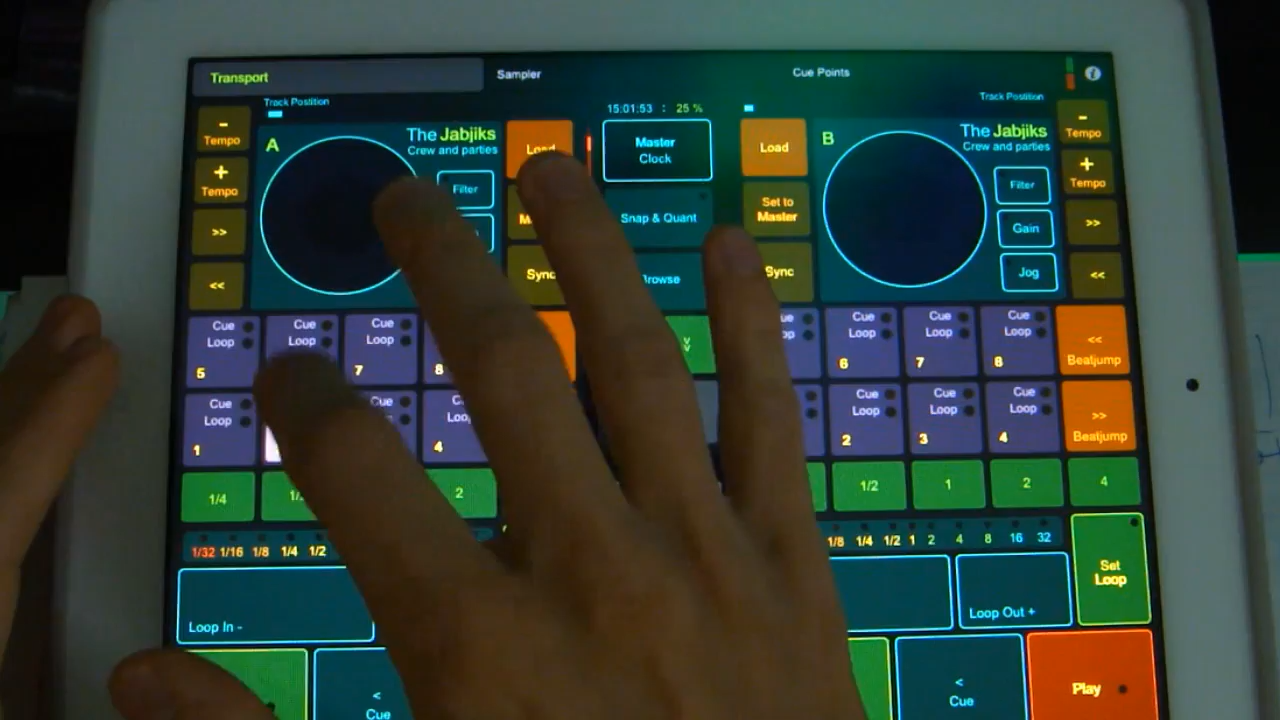 Transport
Sampler
Cue Points
Track Postition
15:01:53 : 25 %
Track Postition
-
Tempo
A
The Jabjiks
Crew and parties
Load
Master
Clock
Load
B
The Jabjiks
Crew and parties
-
Tempo
+
Tempo
Filter
Snap & Quant
Set to
Master
Filter
+
Tempo
>>
Gain
>>
<<
Sync
Sync
Jog
<<
Cue
Loop
5
Cue
Loop
Cue
Loop
7
8
Cue
Loop
6
Cue
Loop
7
Cue
Loop
8
<<
Beatjump
Cue
Loop
1
Cue
4
Cue
Loop
2
Cue
Loop
3
Cue
Loop
4
>>
Beatjump
1/4
2
1/2
1
2
4
1/32 1/16 1/8 1/4 1/2
1/8 1/4 1/2 1 2 4 8 16 32
Loop In -
Loop Out +
Set
Loop
<
Cue
<
Cue
Play